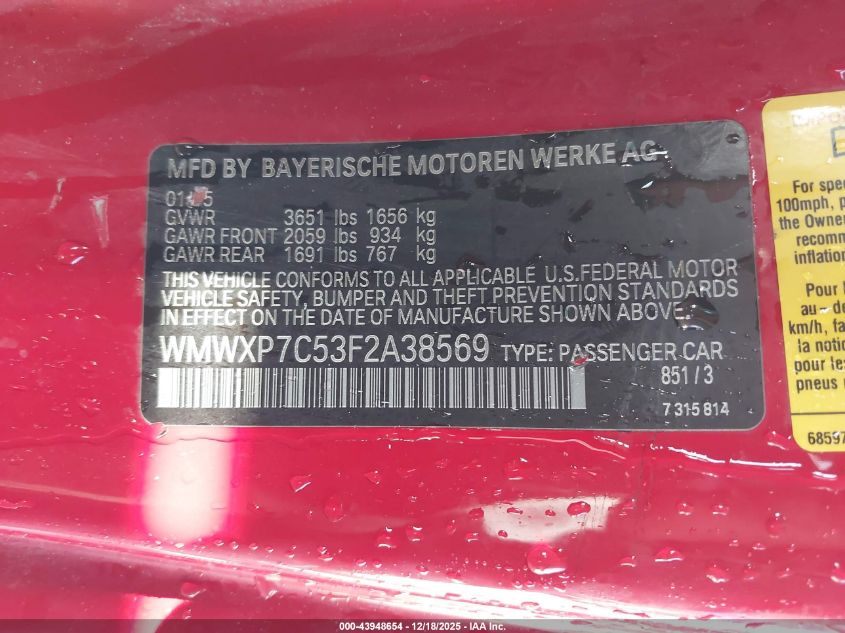 MFD BY BAYERISCHE MOTOREN WERKE AG
GVWR 3651 lbs 1656 kg
GAWR FRONT 2059 lbs 934 kg
GAWR REAR 1691 lbs 767 kg
THIS VEHICLE CONFORMS TO ALL APPLICABLE U.S.FEDERAL MOTOR
VEHICLE SAFETY, BUMPER AND THEFT PREVENTION STANDARDS
IN EFFECT ON THE DATE OF MANUFACTURE SHOWN ABOVE.
WMWXP7C53F2A38569 TYPE: PASSENGER CAR
851/3
7 315 814
For
100mph,
the Owner
recomm
inflation
Pour
au-de
km/h, fa
la notic
pour les
pneus
68597
000-43948654 - 12/18/2025 - IAA Inc.